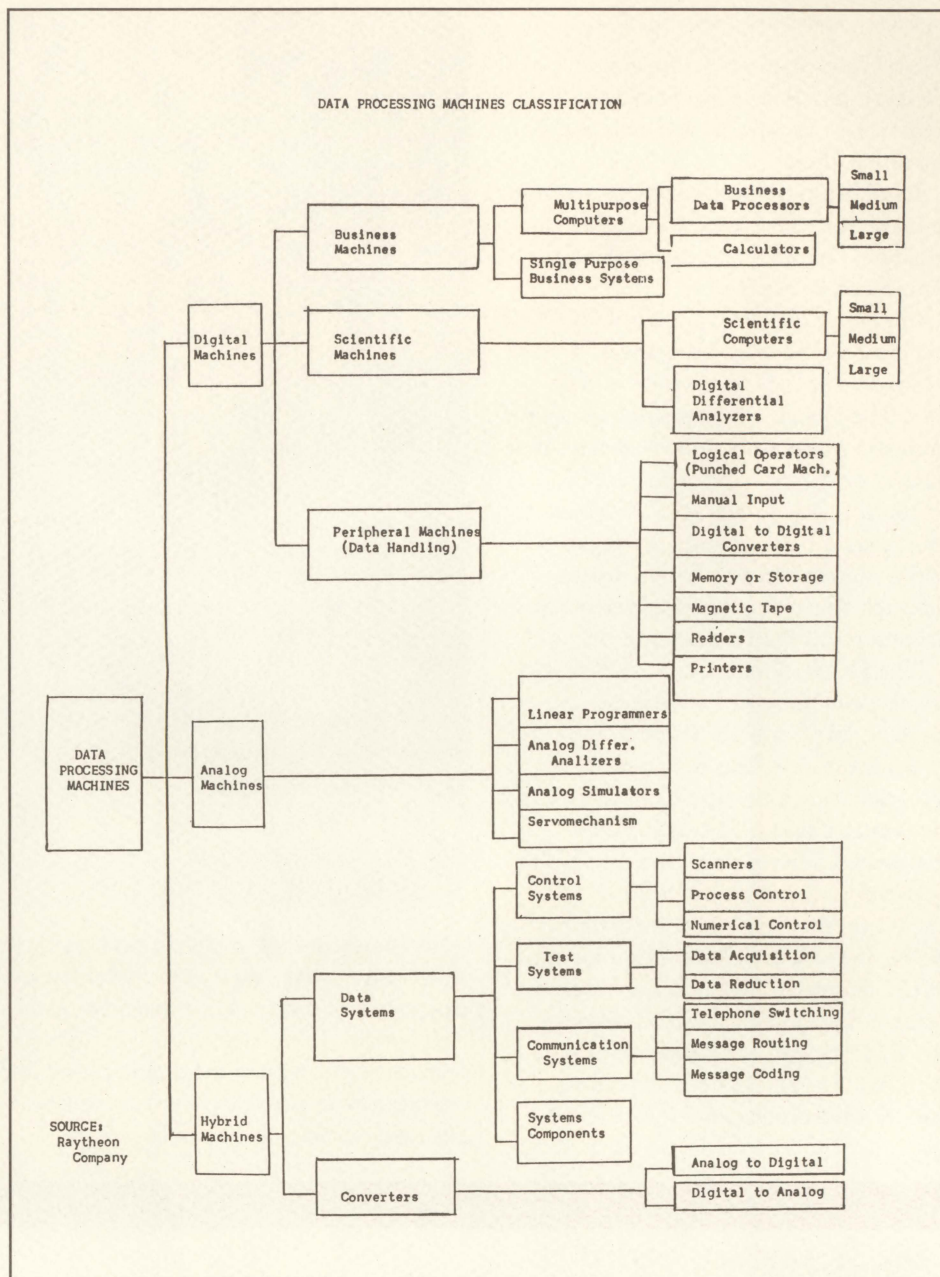 DATA PROCESSING MACHINES CLASSIFICATION
DATA
PROCESSING
MACHINES
Digital
Machines
Business
Machines
Multipurpose
Computers
Business
Data Processors
Small
Medium
Large
Calculators
Single Purpose
Business Systems
Scientific
Machines
Scientific
Computers
Small
Medium
Large
Digital
Differential
Analyzers
Peripheral Machines
(Data Handling)
Logical Operators
(Punched Card Mach.)
Manual Input
Digital to Digital
Converters
Memory or Storage
Magnetic Tape
Readers
Printers
Analog
Machines
Linear Programmers
Analog Differ.
Analizers
Analog Simulators
Servomechanism
Hybrid
Machines
Data
Systems
Control
Systems
Scanners
Process Control
Numerical Control
Test
Systems
Data Acquisition
Data Reduction
Communication
Systems
Telephone Switching
Message Routing
Message Coding
Systems
Components
Converters
Analog to Digital
Digital to Analog
SOURCE:
Raytheon
Company